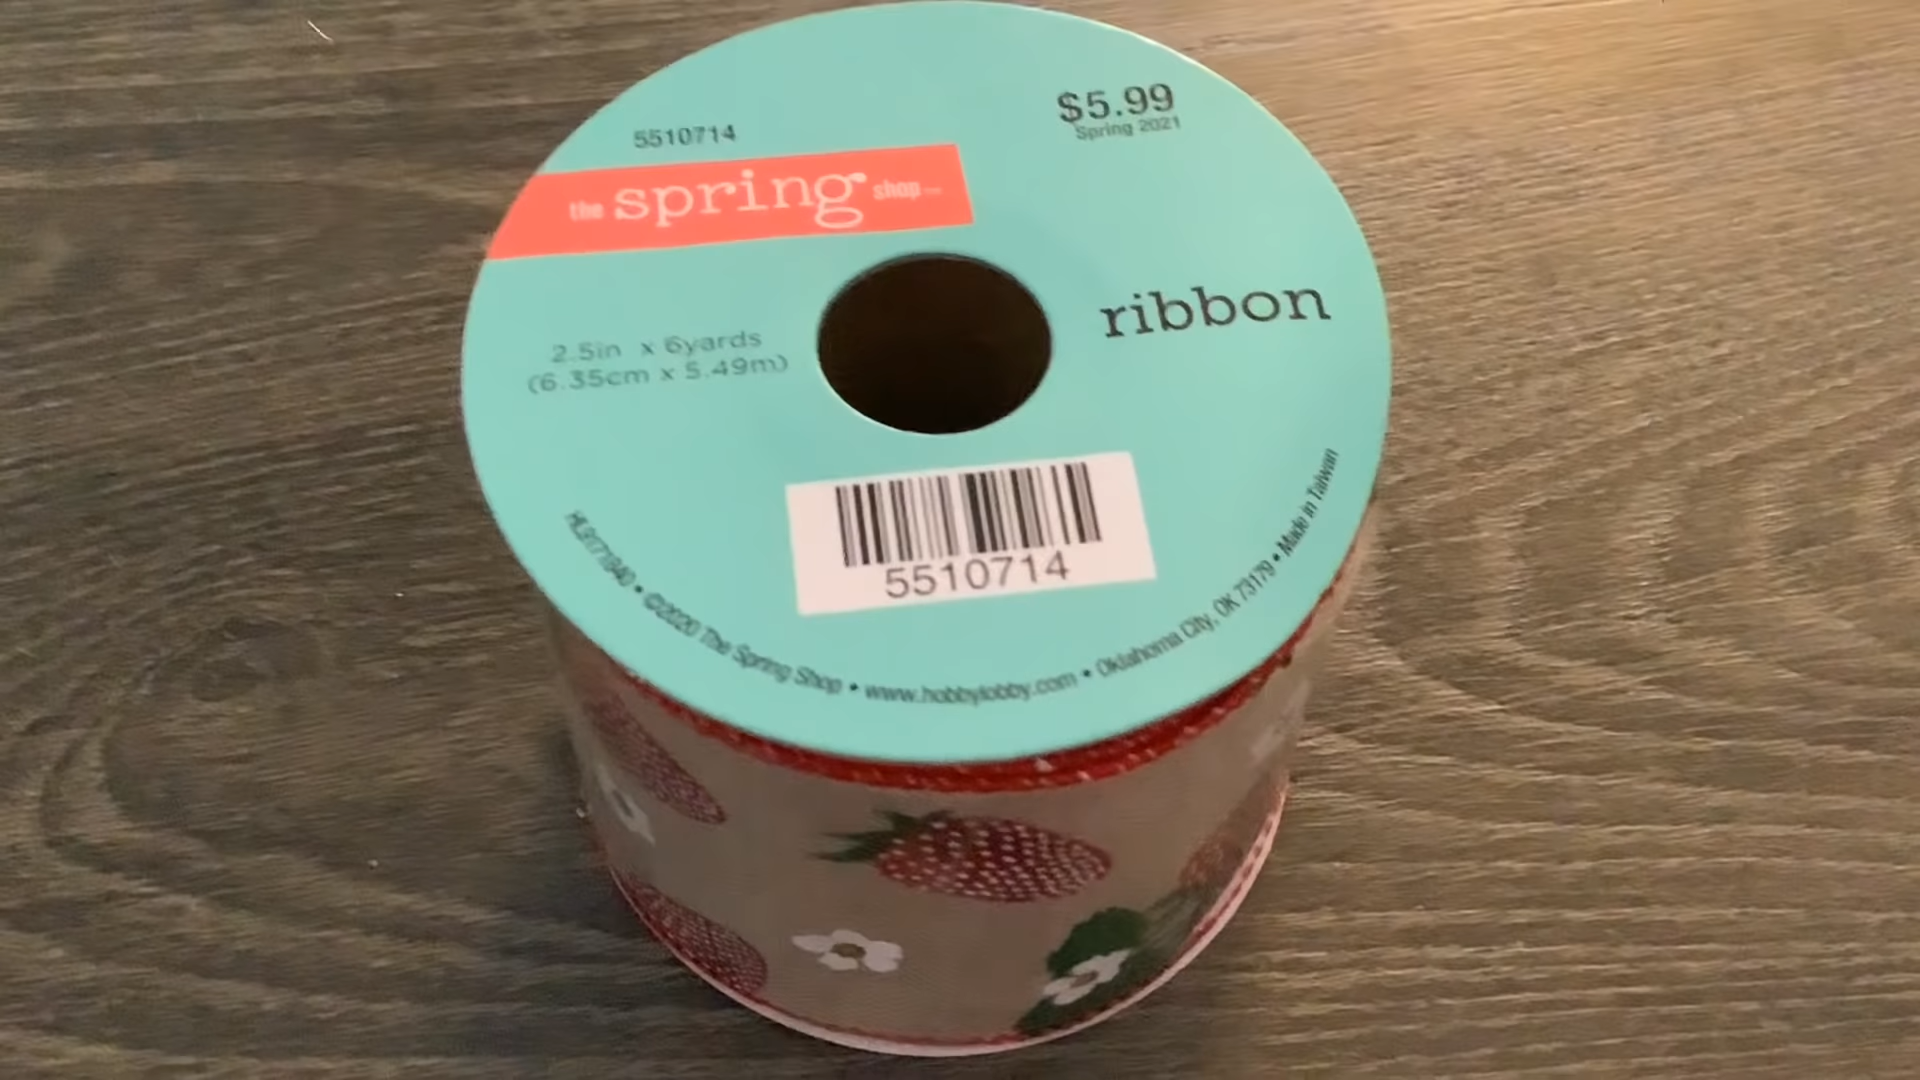 5510714
$5.99
Spring 2021
the spring shop
ribbon
2.5in x 6yards
(6.35cm x 5.49m)
5510714
©2020 The Spring Shop • www.hobbylobby.com • Oklahoma City, OK 73179 • Made in Taiwan